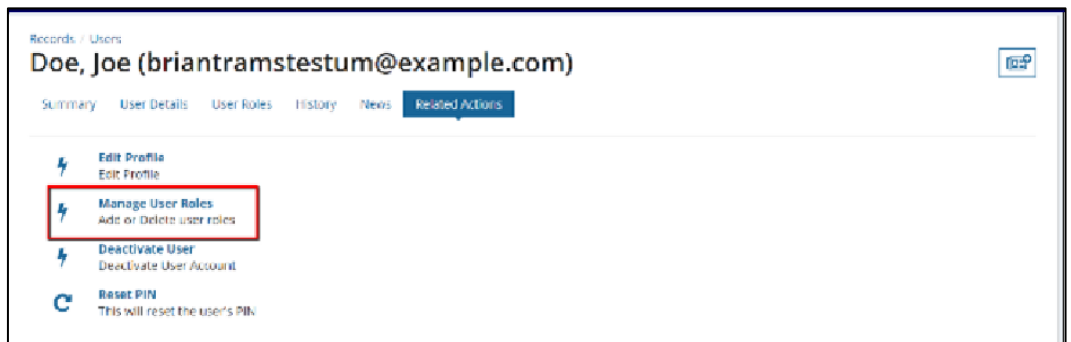 Records / Users
Doe, Joe (briantramstestum@example.com)
Summary User Details User Roles History News Related Actions
Edit Profile
Edit Profile
Manage User Roles
Add or Delete user roles
Deactivate User
Deactivate User Account
Reset PIN
This will reset the user's PIN